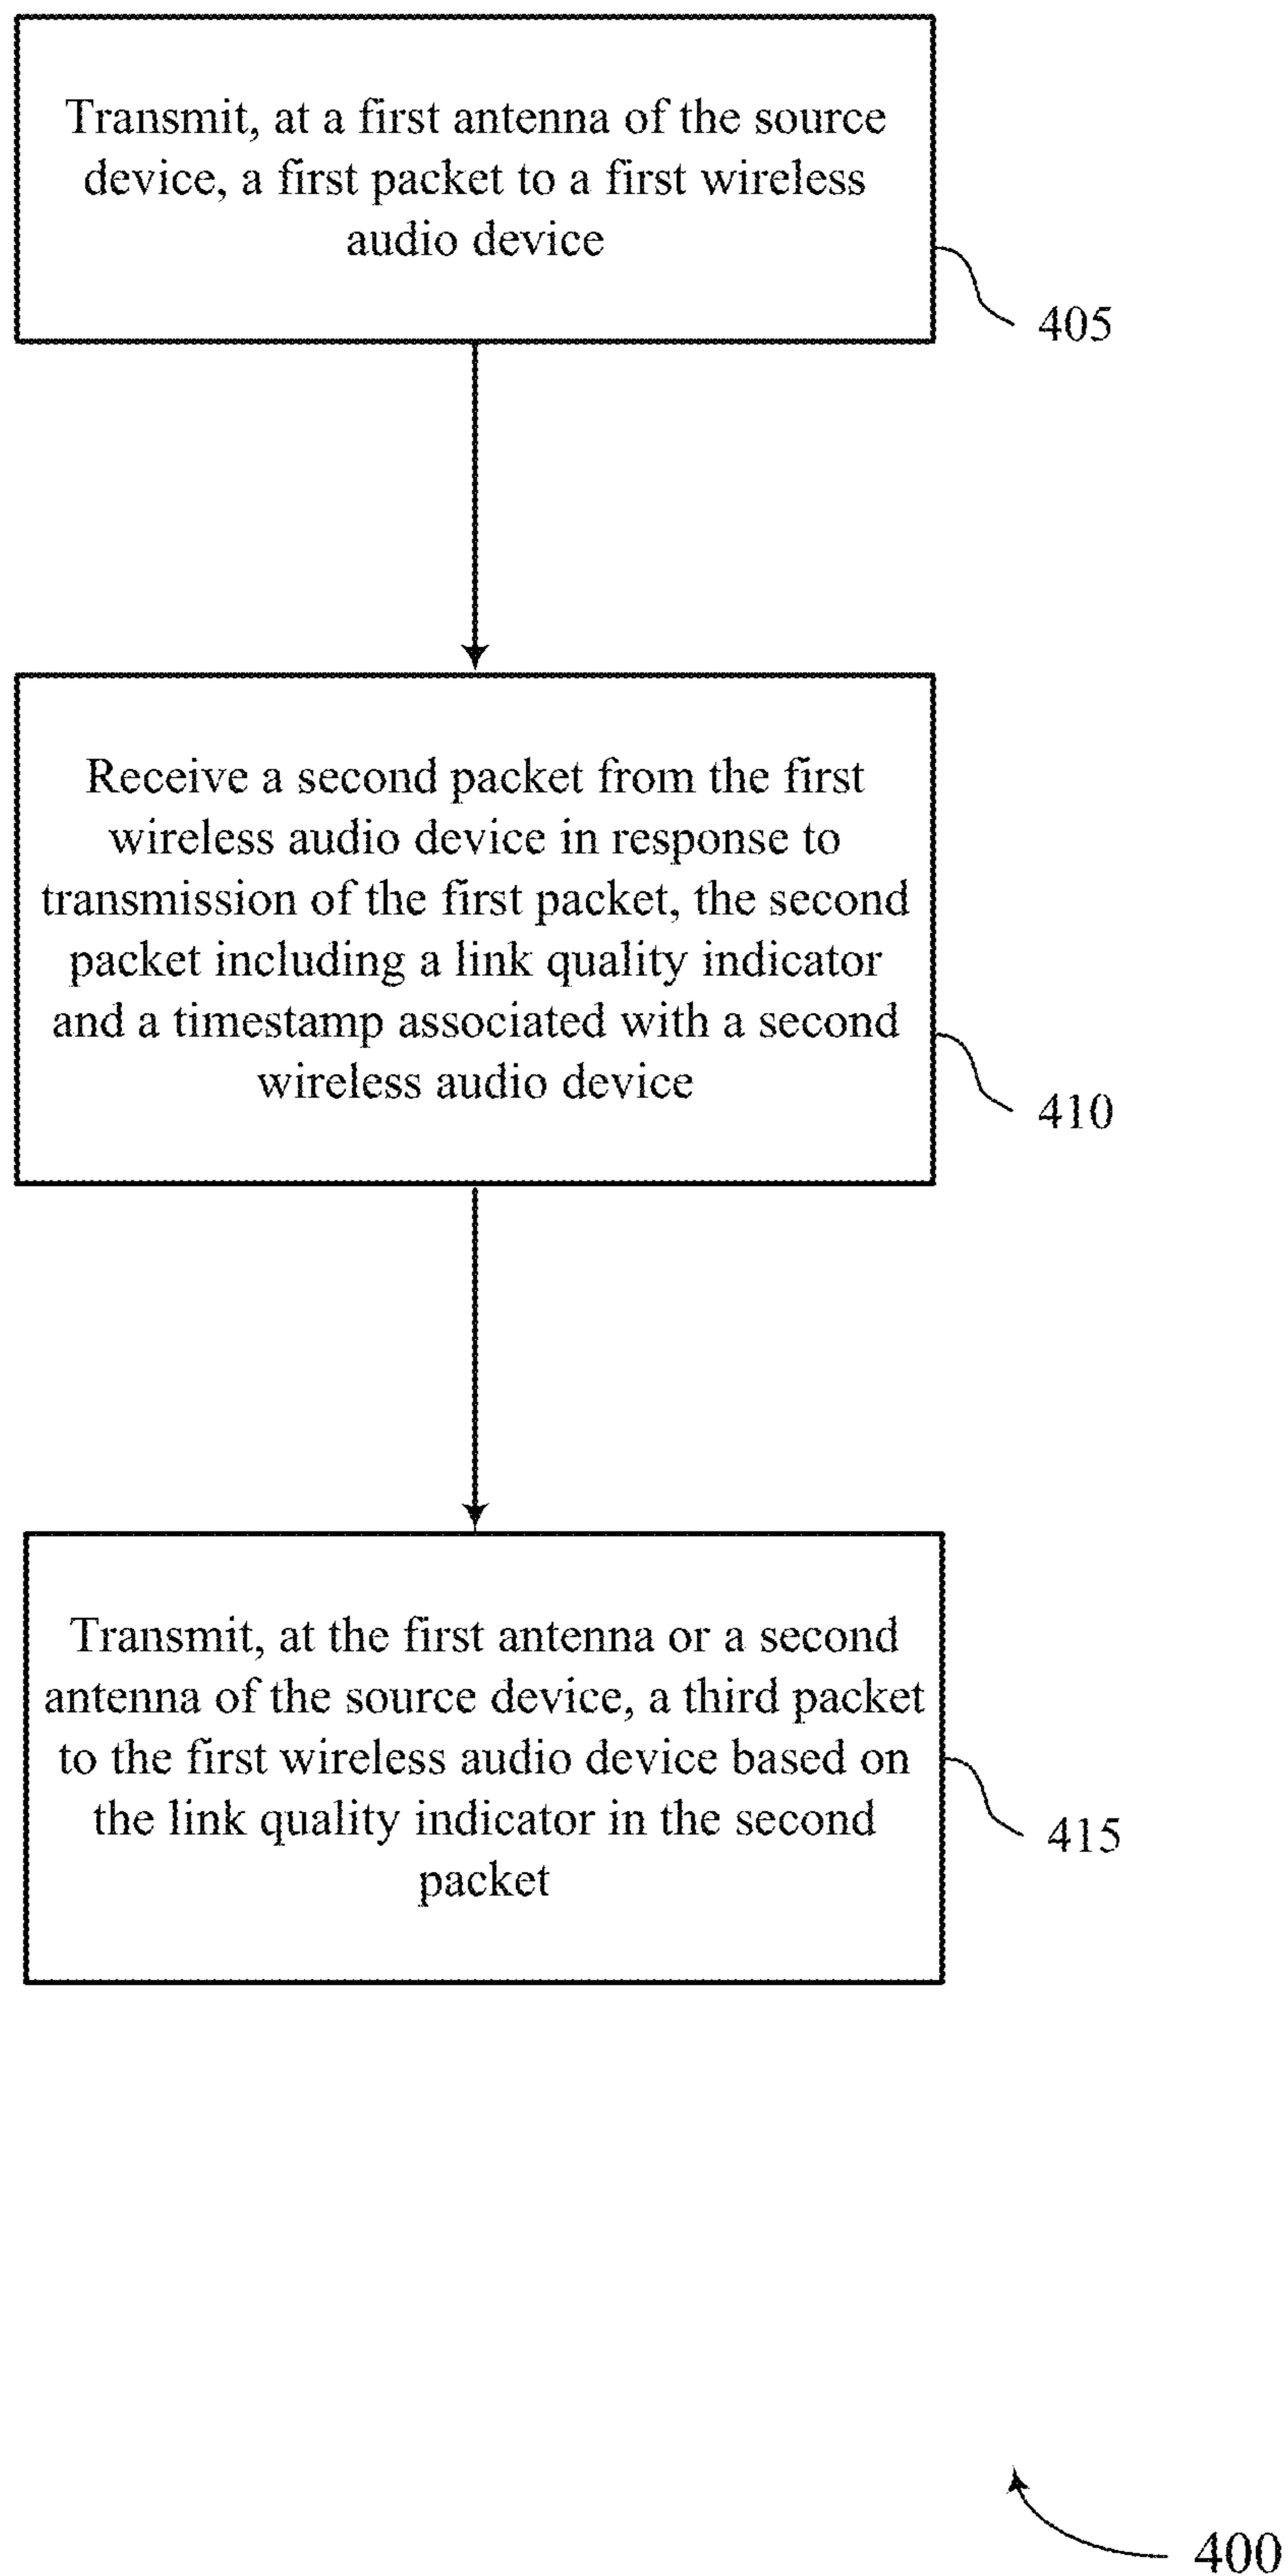 Transmit, at a first antenna of the source
device, a first packet to a first wireless
audio device
405
Receive a second packet from the first
wireless audio device in response to
transmission of the first packet, the second
packet including a link quality indicator
and a timestamp associated with a second
wireless audio device
410
Transmit, at the first antenna or a second
antenna of the source device, a third packet
to the first wireless audio device based on
the link quality indicator in the second
packet
415
400